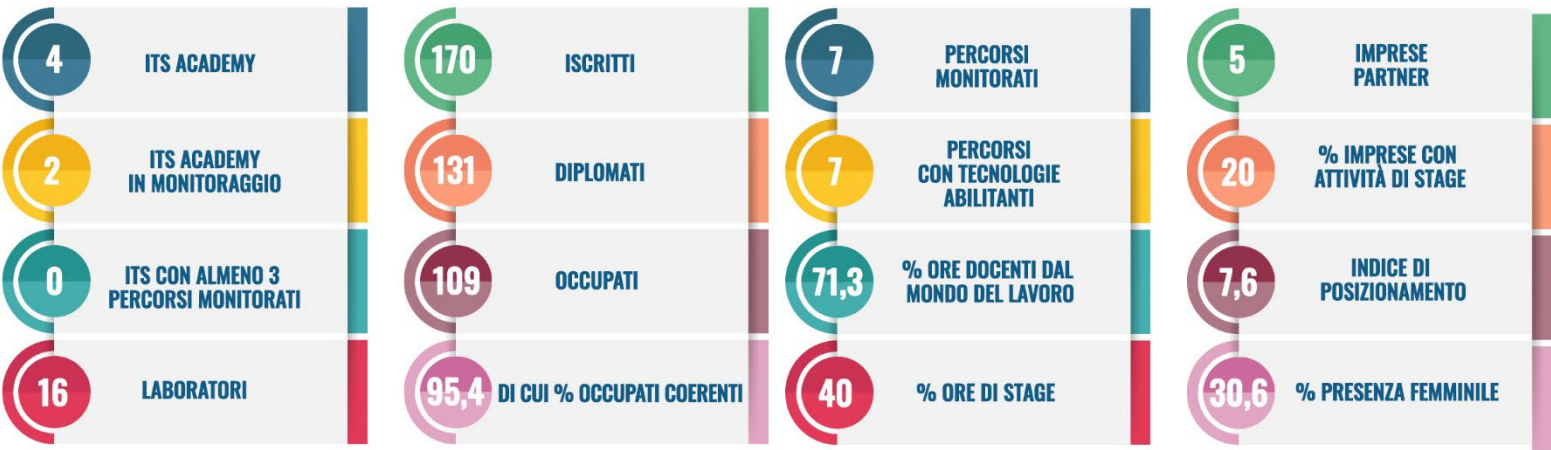 4
ITS ACADEMY
2
ITS ACADEMY
IN MONITORAGGIO
0
ITS CON ALMENO 3
PERCORSI MONITORATI
16
LABORATORI
170
ISCRITTI
131
DIPLOMATI
109
OCCUPATI
95,4
DI CUI % OCCUPATI COERENTI
7
PERCORSI
MONITORATI
7
PERCORSI
CON TECNOLOGIE
ABILITANTI
71,3
% ORE DOCENTI DAL
MONDO DEL LAVORO
40
% ORE DI STAGE
5
IMPRESE
PARTNER
20
% IMPRESE CON
ATTIVITÀ DI STAGE
7,6
INDICE DI
POSIZIONAMENTO
30,6
% PRESENZA FEMMINILE